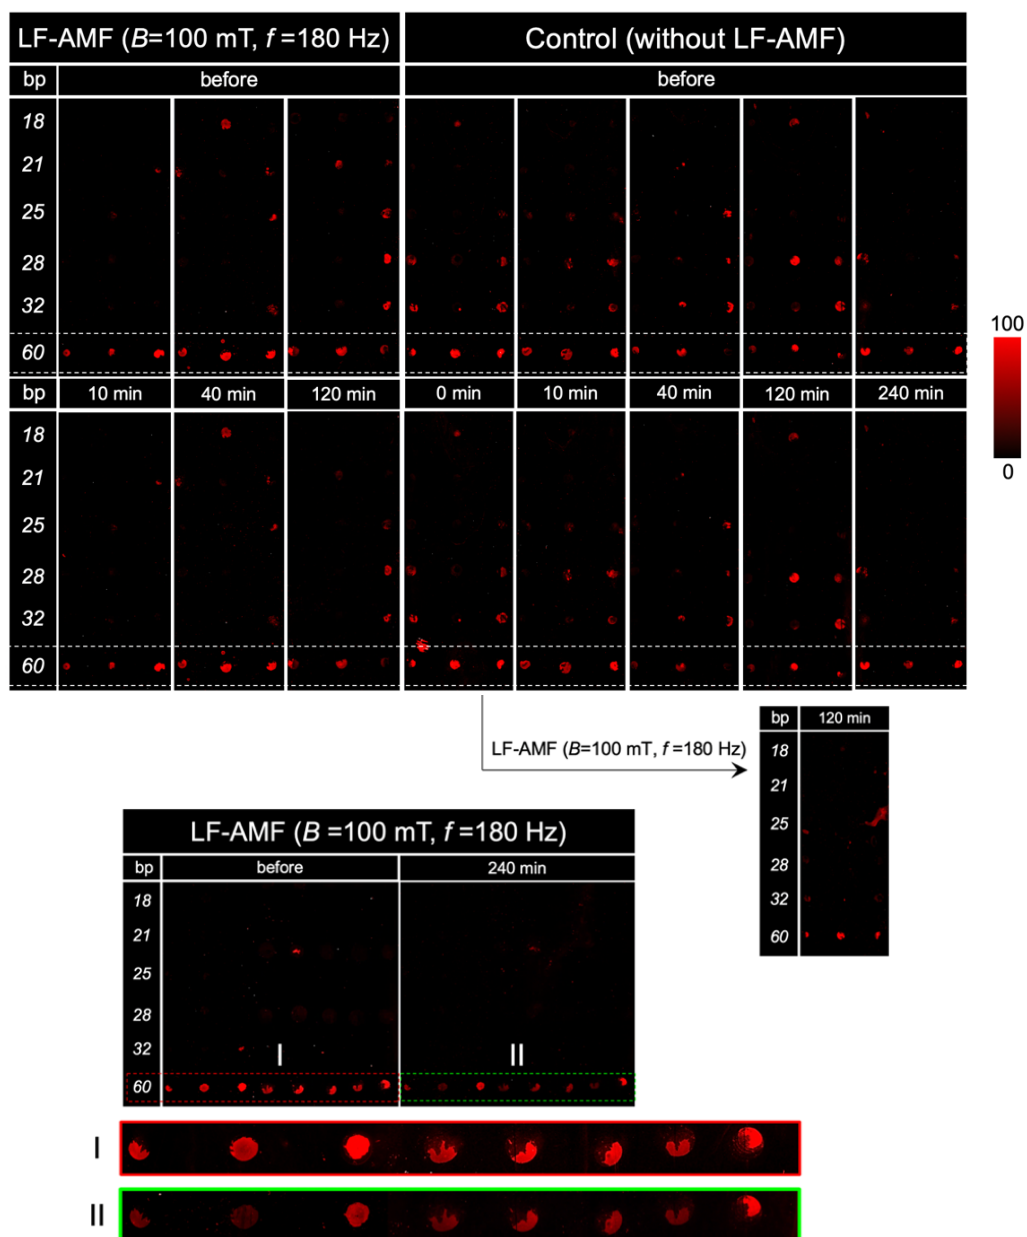 LF-AMF (B=100 mT, f =180 Hz) Control (without LF-AMF)
bp before before
18
21
25
28
32
60
100
0
bp 10 min 40 min 120 min 0 min 10 min 40 min 120 min 240 min
18
21
25
28
32
60
LF-AMF (B=100 mT, f =180 Hz)
bp 120 min
18
21
25
28
32
60
LF-AMF (B =100 mT, f =180 Hz)
bp before 240 min
18
21
25
28
32
I II
60
I
II